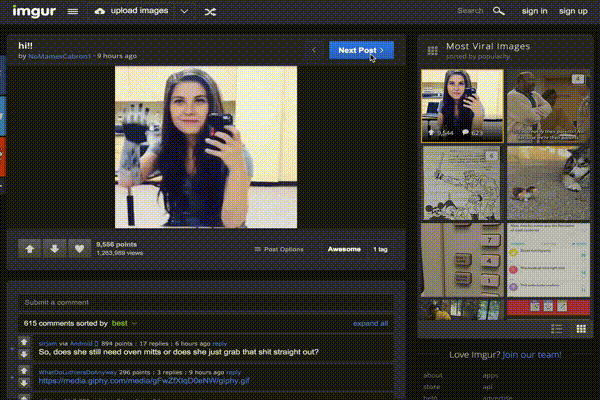 imgur
upload images
Search
sign in
sign up
hi!!
by NoMamexCabron1 · 9 hours ago
Next Post
Most Viral Images
sorted by popularity
9,544
623
9,556 points
1,263,989 views
Post Options
Awesome
1 tag
Submit a comment
615 comments sorted by best
expand all
sirJam via Android 894 points : 17 replies : 6 hours ago reply
So, does she still need oven mitts or does she just grab that shit straight out?
WhatDoLuthiersDoAnyway 296 points : 3 replies : 9 hours ago reply
https://media.giphy.com/media/gFwZfXIqD0eNW/giphy.gif
Love Imgur? Join our team!
about
apps
store
api
help
advertise